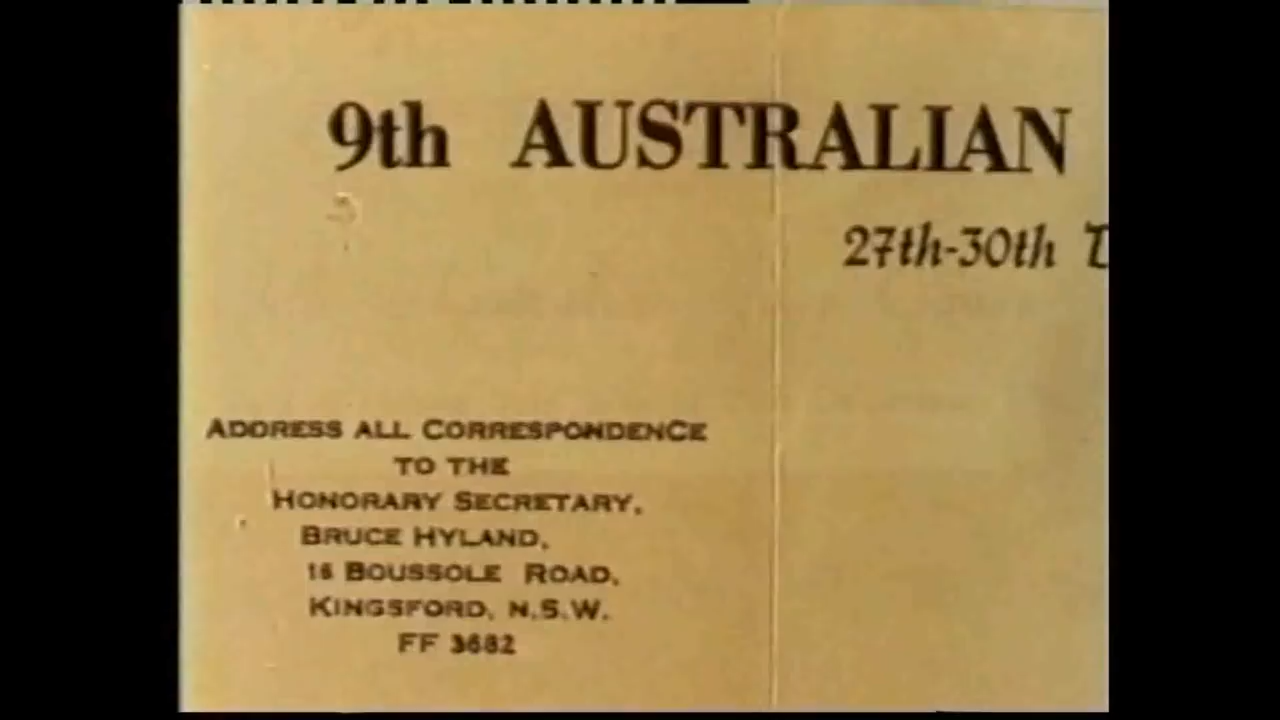 9th AUSTRALIAN
27th-30th
ADDRESS ALL CORRESPONDENCE
TO THE
HONORARY SECRETARY,
BRUCE HYLAND,
16 BOUSSOLE ROAD,
KINGSFORD, N.S.W.
FF 3682